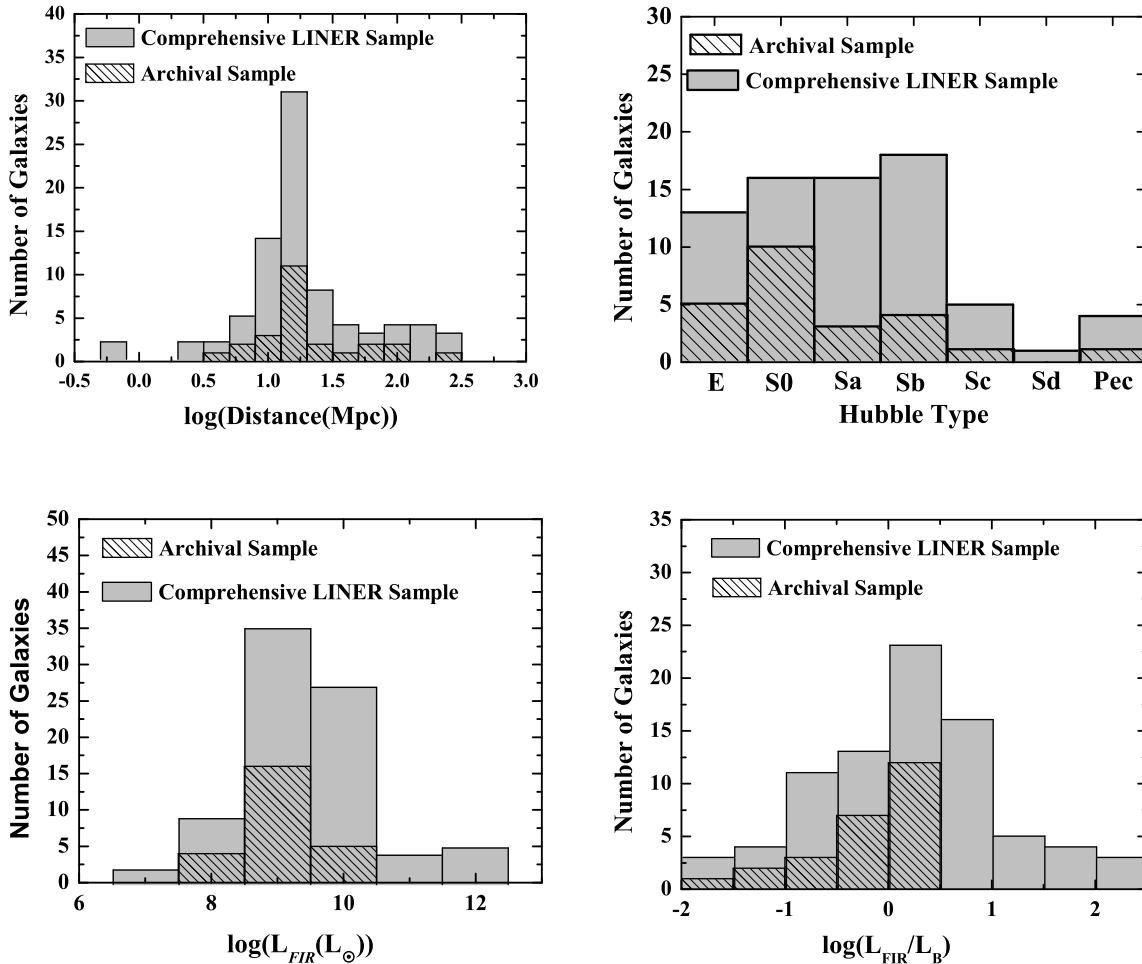 40
35
30
25
20
15
10
5
0
Number of Galaxies
Comprehensive LINER Sample
Archival Sample
-0.5 0.0 0.5 1.0 1.5 2.0 2.5 3.0
log(Distance(Mpc))
30
25
20
15
10
5
0
Number of Galaxies
Archival Sample
Comprehensive LINER Sample
E S0 Sa Sb Sc Sd Pec
Hubble Type
50
45
40
35
30
25
20
15
10
5
0
Number of Galaxies
Archival Sample
Comprehensive LINER Sample
6 8 10 12
log(L_FIR(L_⊙))
35
30
25
20
15
10
5
0
Number of Galaxies
Comprehensive LINER Sample
Archival Sample
-2 -1 0 1 2
log(L_FIR/L_B)